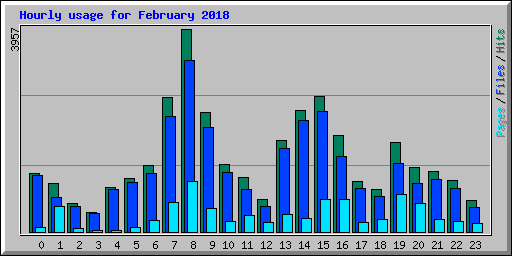 Hourly usage for February 2018
3957
Pages/Files/Hits
0 1 2 3 4 5 6 7 8 9 10 11 12 13 14 15 16 17 18 19 20 21 22 23